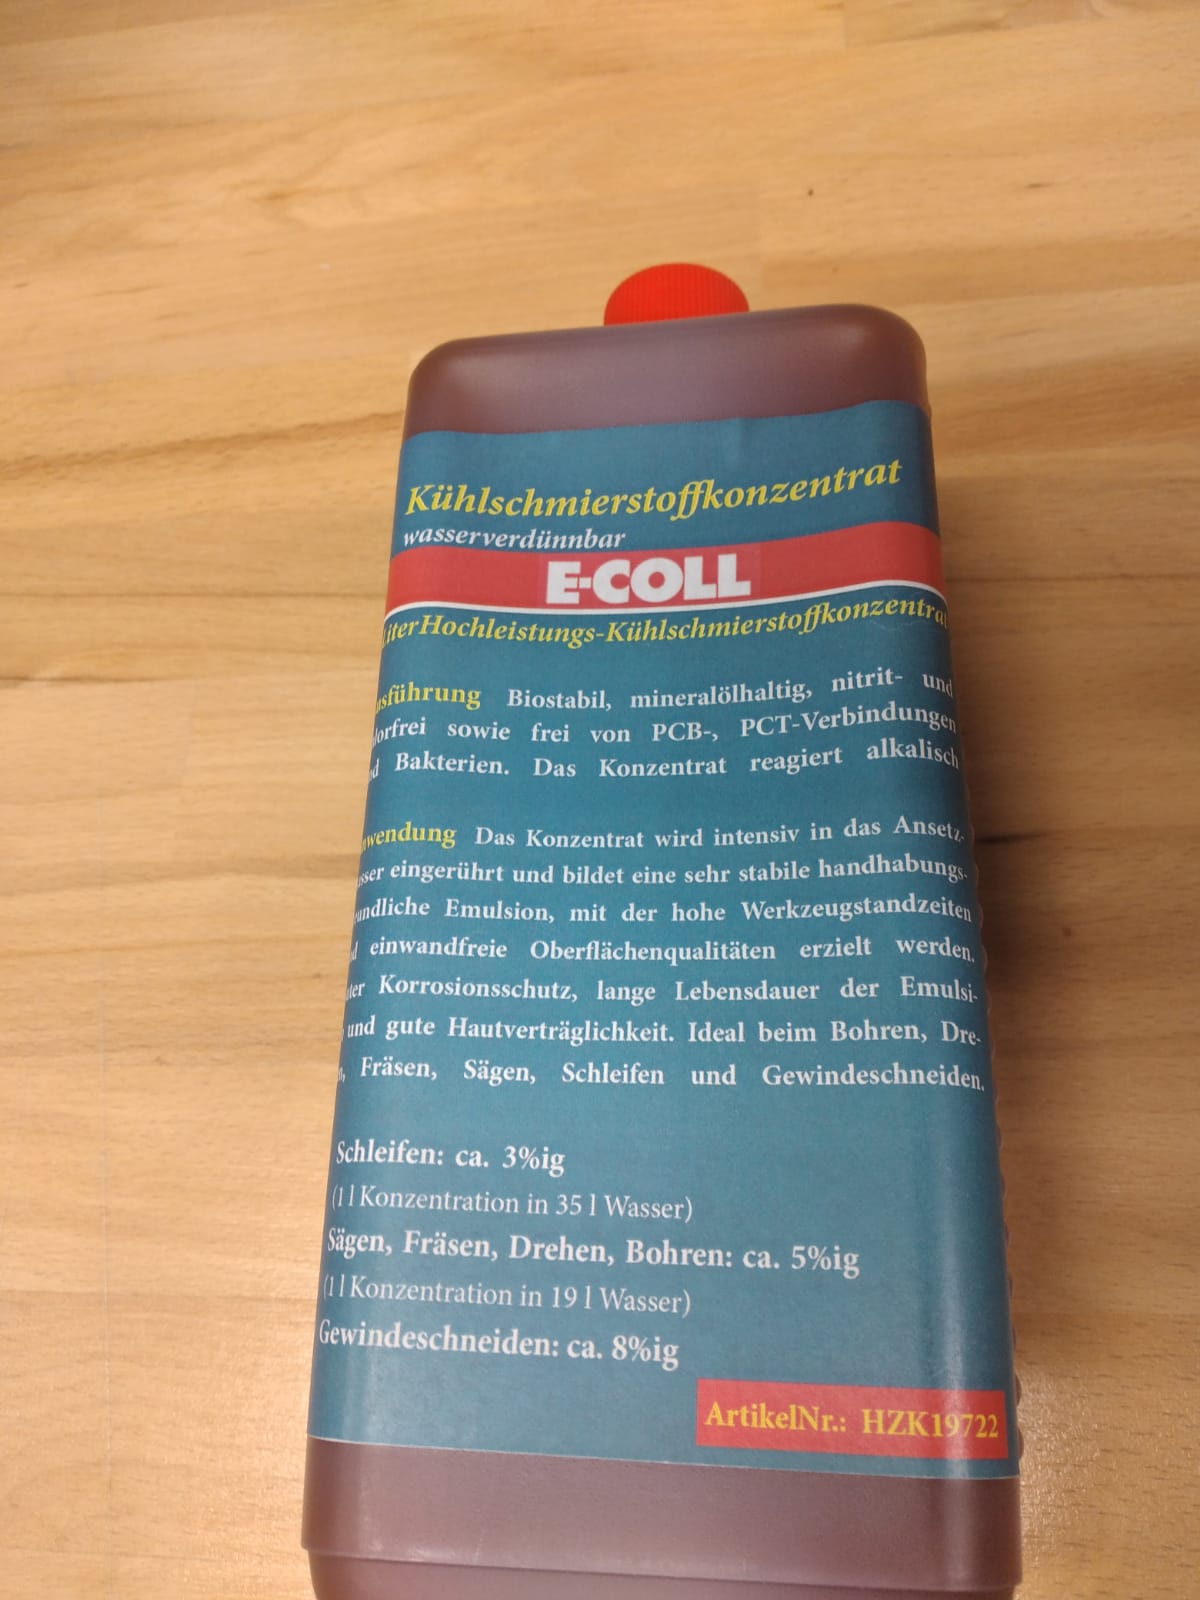 Kühlschmierstoffkonzentrat
wasserverdünnbar
E-COLL
Hochleistungs-Kühlschmierstoffkonzentrat
Biostabil, mineralölhaltig, nitrit- und
sowie frei von PCB-, PCT-Verbindungen
Bakterien. Das Konzentrat reagiert alkalisch
Das Konzentrat wird intensiv in das Ansetz-
eingerührt und bildet eine sehr stabile handhabungs-
Emulsion, mit der hohe Werkzeugstandzeiten
einwandfreie Oberflächenqualitäten erzielt werden.
Korrosionsschutz, lange Lebensdauer der Emulsi-
und gute Hautverträglichkeit. Ideal beim Bohren, Dre-
Fräsen, Sägen, Schleifen und Gewindeschneiden.
Schleifen: ca. 3%ig
(1 l Konzentration in 35 l Wasser)
Sägen, Fräsen, Drehen, Bohren: ca. 5%ig
(1 l Konzentration in 19 l Wasser)
Gewindeschneiden: ca. 8%ig
ArtikelNr.: HZK19722